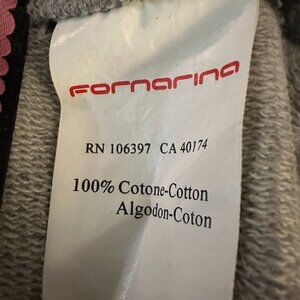 Fornarina
RN 106397 CA 40174
100% Cotone-Cotton
Algodon-Coton